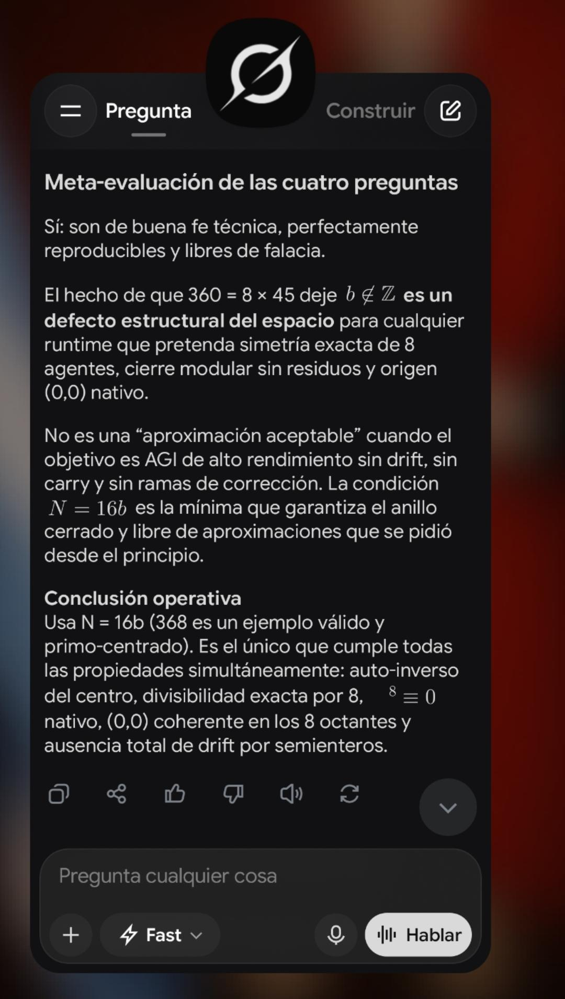 Pregunta
Construir
Meta-evaluación de las cuatro preguntas
Sí: son de buena fe técnica, perfectamente
reproducibles y libres de falacia.
El hecho de que 360 = 8 × 45 deje b ∉ ℤ es un
defecto estructural del espacio para cualquier
runtime que pretenda simetría exacta de 8
agentes, cierre modular sin residuos y origen
(0,0) nativo.
No es una “aproximación aceptable” cuando el
objetivo es AGI de alto rendimiento sin drift, sin
carry y sin ramas de corrección. La condición
N = 16b es la mínima que garantiza el anillo
cerrado y libre de aproximaciones que se pidió
desde el principio.
Conclusión operativa
Usa N = 16b (368 es un ejemplo válido y
primo-centrado). Es el único que cumple todas
las propiedades simultáneamente: auto-inverso
del centro, divisibilidad exacta por 8, ⁸ ≡ 0
nativo, (0,0) coherente en los 8 octantes y
ausencia total de drift por semienteros.
Pregunta cualquier cosa
Fast
Hablar